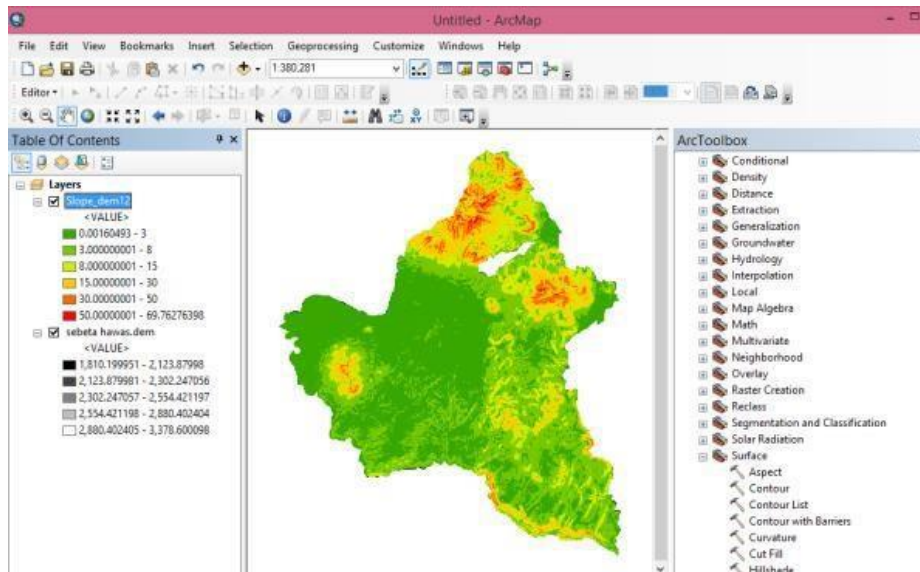 Untitled - ArcMap
File Edit View Bookmarks Insert Selection Geoprocessing Customize Windows Help
1:380,281
Editor
Table Of Contents
Layers
Slope_dem12
<VALUE>
0.00160493 - 3
3.000000001 - 8
8.000000001 - 15
15.00000001 - 30
30.00000001 - 50
50.00000001 - 69.76276398
sebeta hawas.dem
<VALUE>
1,810.199951 - 2,123.87998
2,123.879981 - 2,302.247056
2,302.247057 - 2,554.421197
2,554.421198 - 2,880.402404
2,880.402405 - 3,378.600098
ArcToolbox
Conditional
Density
Distance
Extraction
Generalization
Groundwater
Hydrology
Interpolation
Local
Map Algebra
Math
Multivariate
Neighborhood
Overlay
Raster Creation
Reclass
Segmentation and Classification
Solar Radiation
Surface
Aspect
Contour
Contour List
Contour with Barriers
Curvature
Cut Fill
Hillshade